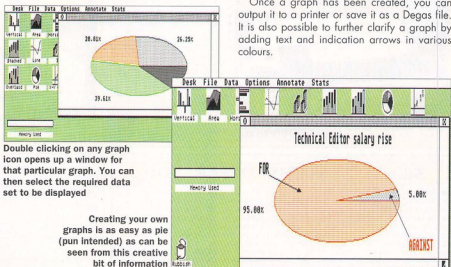 Desk File Data Options Annotate Stats
Vertical Area
Stacked Line
Overlaid Pie
Memory Used
20.81%
26.25%
39.61%
Once a graph has been created, you can
output it to a printer or save it as a Degas file.
It is also possible to further clarify a graph by
adding text and indication arrows in various
colours.
Double clicking on any graph
icon opens up a window for
that particular graph. You can
then select the required data
set to be displayed
Creating your own
graphs is as easy as pie
(pun intended) as can be
seen from this creative
bit of information
Desk File Data Options Annotate Stats
Vertical Area
Memory Used
Rubbish
Technical Editor salary rise
FOR
95.00%
5.00%
AGAINST